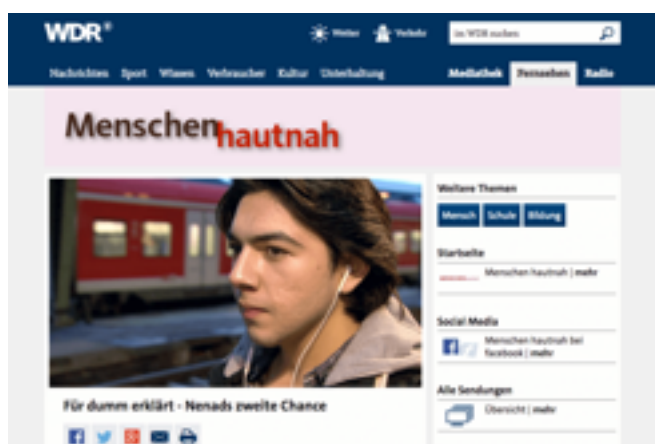 WDR®
Wetter
Verkehr
im WDR suchen
Nachrichten Sport Wissen Verbraucher Kultur Unterhaltung
Mediathek Fernsehen Radio
Menschen
hautnah
Für dumm erklärt - Nenads zweite Chance
Weitere Themen
Mensch Schule Bildung
Startseite
Menschen hautnah | mehr
Social Media
Menschen hautnah bei
facebook | mehr
Alle Sendungen
Übersicht | mehr